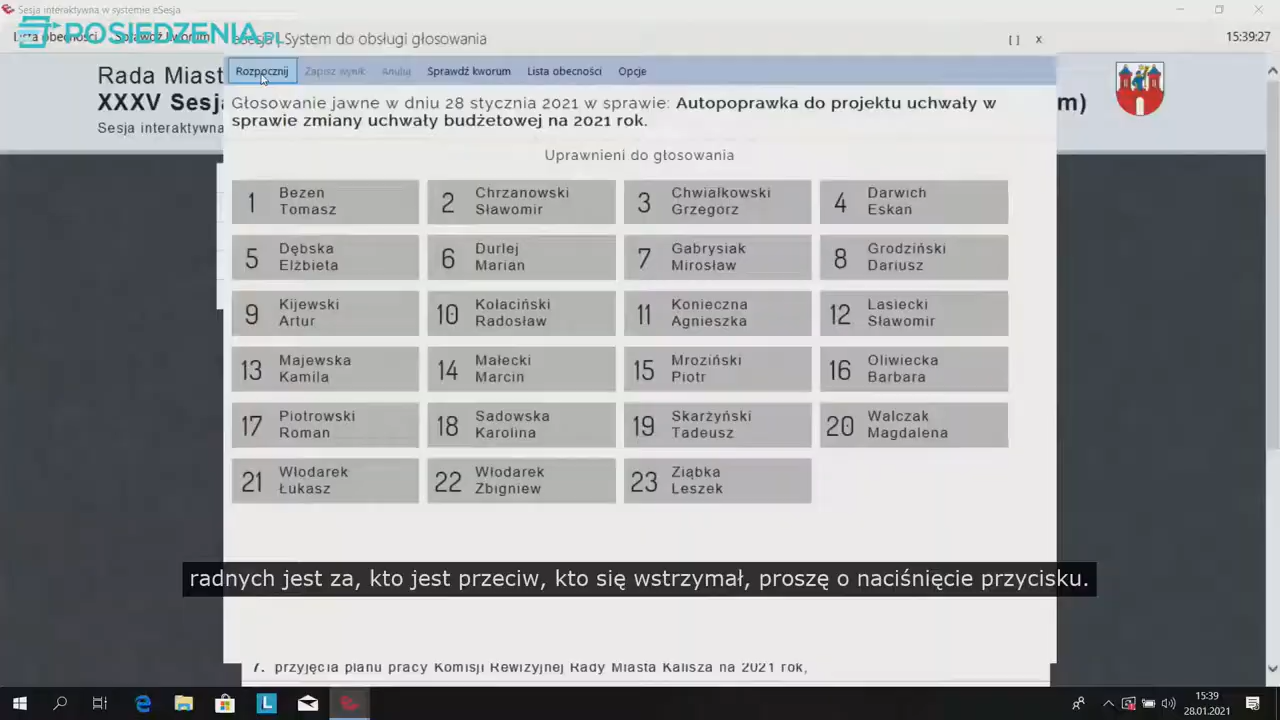 Sesja interaktywna w systemie eSesja
POSIEDZENIA.PL
Lista obecności Sprawdź kworum
eSesja | System do obsługi głosowania
[ ] x
15:39:27
Rada Miast
XXXV Sesja
m)
Sesja interaktywna
Rozpocznij Zapisz wynik Anuluj Sprawdź kworum Lista obecności Opcje
Głosowanie jawne w dniu 28 stycznia 2021 w sprawie: Autopoprawka do projektu uchwały w
sprawie zmiany uchwały budżetowej na 2021 rok.
Uprawnieni do głosowania
1 Bezen Tomasz
2 Chrzanowski Sławomir
3 Chwiałkowski Grzegorz
4 Darwich Eskan
5 Dębska Elżbieta
6 Durlej Marian
7 Gabrysiak Mirosław
8 Grodziński Dariusz
9 Kijewski Artur
10 Kołaciński Radosław
11 Konieczna Agnieszka
12 Lasiecki Sławomir
13 Majewska Kamila
14 Małecki Marcin
15 Mroziński Piotr
16 Oliwiecka Barbara
17 Piotrowski Roman
18 Sadowska Karolina
19 Skarżyński Tadeusz
20 Walczak Magdalena
21 Włodarek Łukasz
22 Włodarek Zbigniew
23 Ziąbka Leszek
radnych jest za, kto jest przeciw, kto się wstrzymał, proszę o naciśnięcie przycisku.
7. przyjęcia planu pracy Komisji Rewizyjnej Rady Miasta Kalisza na 2021 rok,
L
15:39
28.01.2021